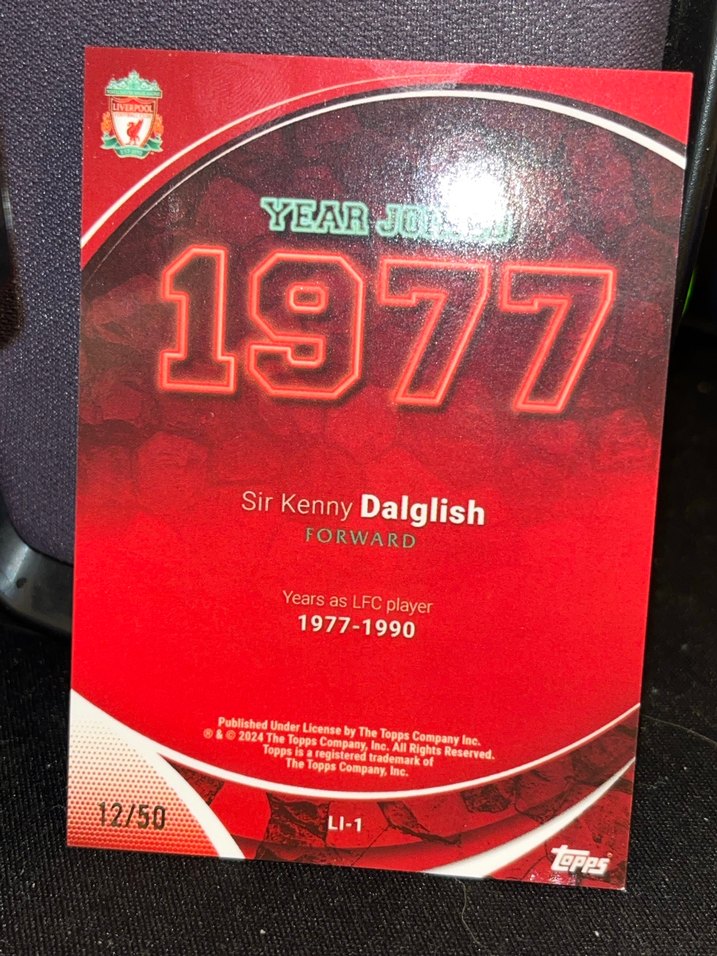 LIVERPOOL
YEAR
1977
Sir Kenny Dalglish
FORWARD
Years as LFC player
1977-1990
Published Under License by The Topps Company Inc.
® & © 2024 The Topps Company, Inc. All Rights Reserved.
Topps is a registered trademark of
The Topps Company, Inc.
12/50
LI-1
topps